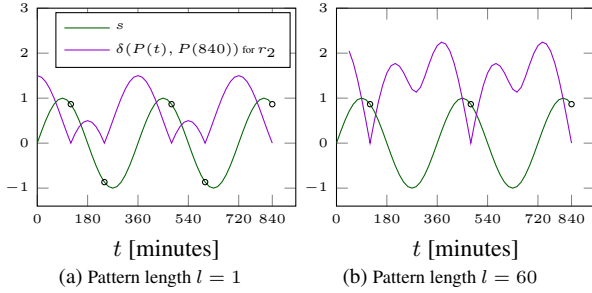 3
2
1
0
−1
s
δ(P(t), P(840)) for r₂
0 180 360 540 720 840
t [minutes]
(a) Pattern length l = 1
3
2
1
0
−1
0 180 360 540 720 840
t [minutes]
(b) Pattern length l = 60